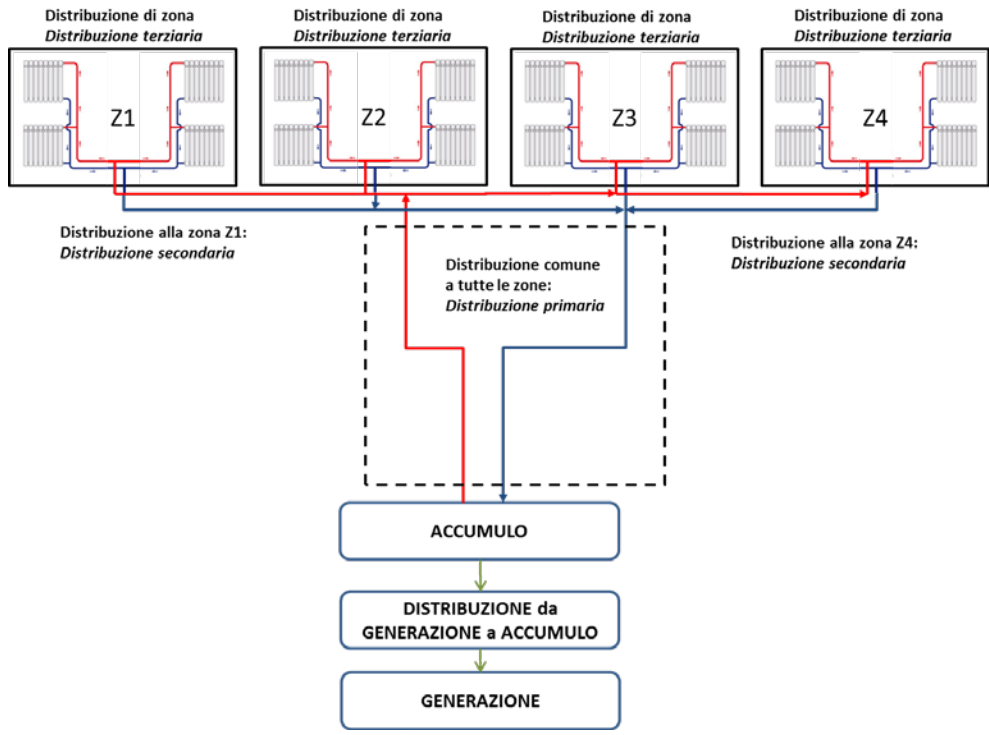 Distribuzione di zona
Distribuzione terziaria
Distribuzione di zona
Distribuzione terziaria
Distribuzione di zona
Distribuzione terziaria
Distribuzione di zona
Distribuzione terziaria
Z1
Z2
Z3
Z4
Distribuzione alla zona Z1:
Distribuzione secondaria
Distribuzione comune
a tutte le zone:
Distribuzione primaria
Distribuzione alla zona Z4:
Distribuzione secondaria
ACCUMULO
DISTRIBUZIONE da
GENERAZIONE a ACCUMULO
GENERAZIONE